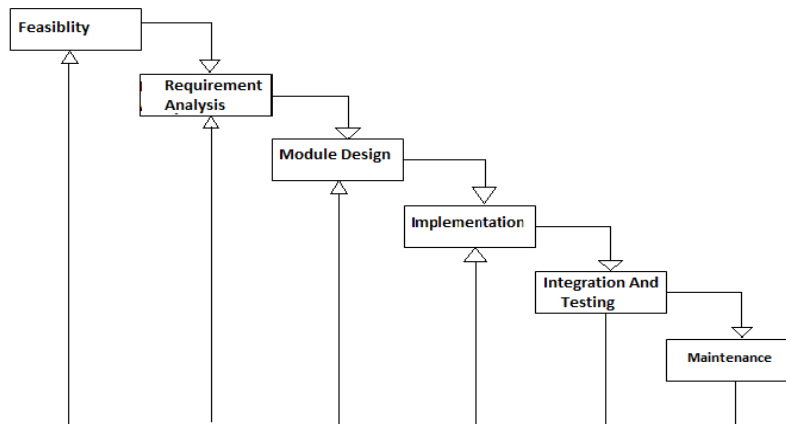 Feasiblity
Requirement
Analysis
Module Design
Implementation
Integration And
Testing
Maintenance